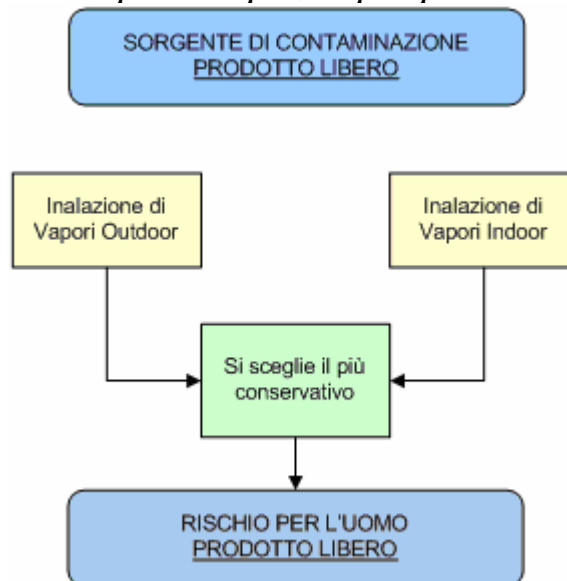 SORGENTE DI CONTAMINAZIONE
PRODOTTO LIBERO
Inalazione di
Vapori Outdoor
Inalazione di
Vapori Indoor
Si sceglie il più
conservativo
RISCHIO PER L'UOMO
PRODOTTO LIBERO